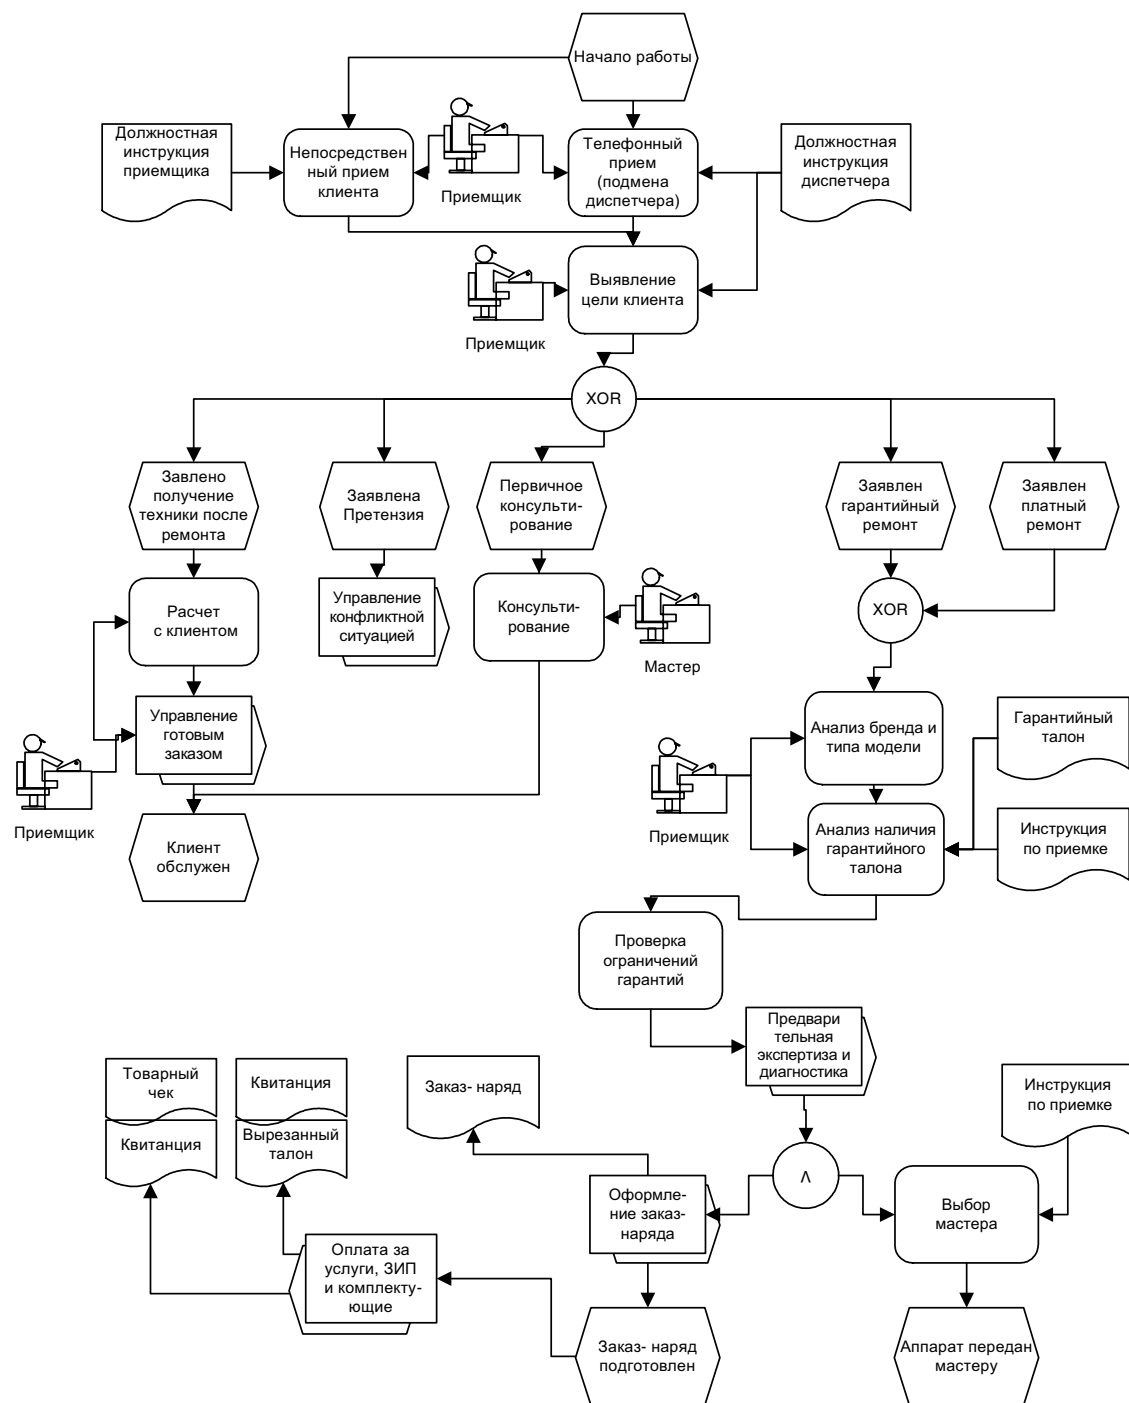 Начало работы
Должностная
инструкция
приемщика
Непосредствен
ный прием
клиента
Приемщик
Телефонный
прием
(подмена
диспетчера)
Должностная
инструкция
диспетчера
Приемщик
Выявление
цели клиента
XOR
Завлено
получение
техники после
ремонта
Заявлена
Претензия
Первичное
консульти-
рование
Заявлен
гарантийный
ремонт
Заявлен
платный
ремонт
Расчет
с клиентом
Управление
конфликтной
ситуацией
Консульти-
рование
Мастер
XOR
Управление
готовым
заказом
Приемщик
Анализ бренда и
типа модели
Гарантийный
талон
Приемщик
Клиент
обслужен
Анализ наличия
гарантийного
талона
Инструкция
по приемке
Проверка
ограничений
гарантий
Предвари
тельная
экспертиза и
диагностика
Товарный
чек
Квитанция
Заказ- наряд
Инструкция
по приемке
Квитанция
Вырезанный
талон
Λ
Оформле-
ние заказ-
наряда
Выбор
мастера
Оплата за
услуги, ЗИП
и комплекту-
ющие
Заказ- наряд
подготовлен
Аппарат передан
мастеру